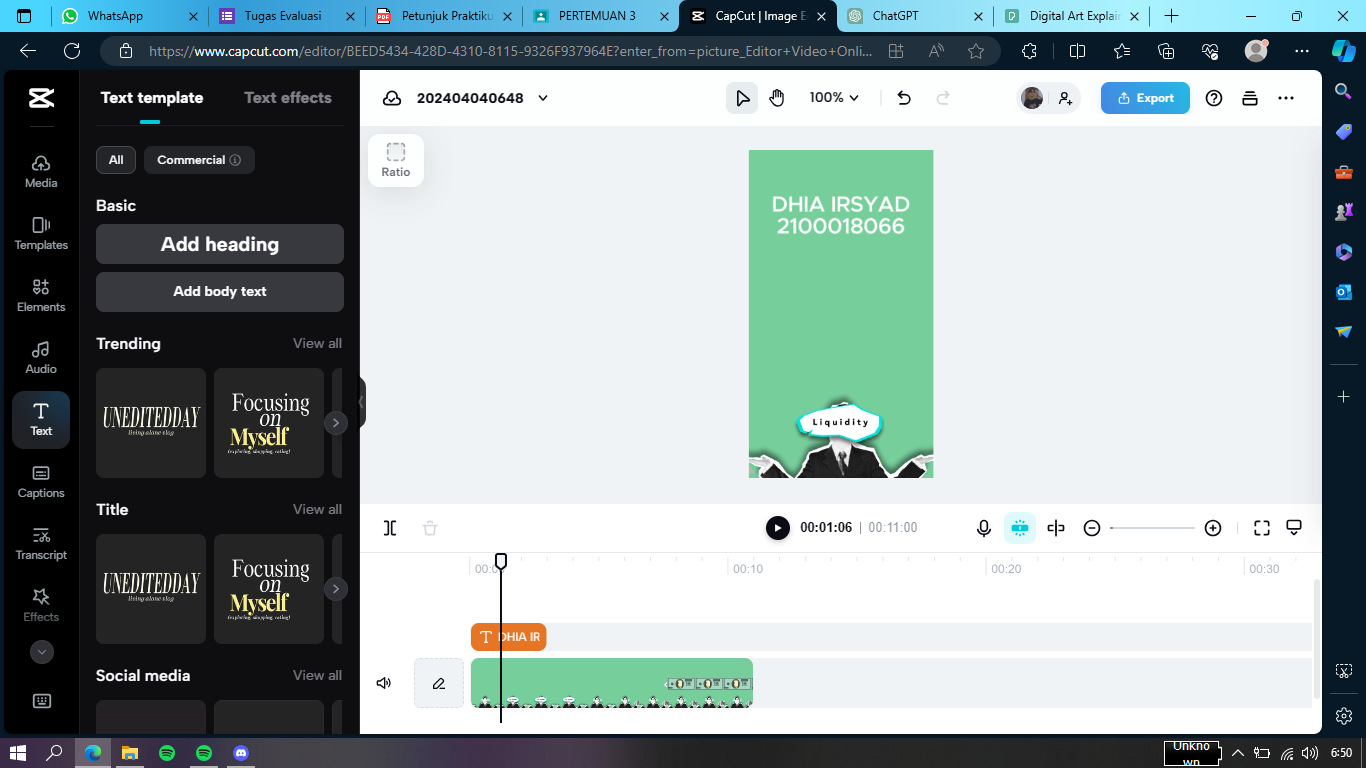 WhatsApp
Tugas Evaluasi
Petunjuk Praktiku
PERTEMUAN 3
CapCut | Image E
ChatGPT
Digital Art Explai
https://www.capcut.com/editor/BEED5434-428D-4310-8115-9326F937964E?enter_from=picture_Editor+Video+Onli...
Text template
Text effects
202404040648
100%
Export
All
Commercial
Ratio
Media
Templates
Elements
Audio
Text
Captions
Transcript
Effects
Basic
Add heading
Add body text
Trending
View all
UNEDITEDDAY
living alone vlog
Focusing
on
Myself
(exploring, shopping, eating)
Title
View all
UNEDITEDDAY
living alone vlog
Focusing
on
Myself
(exploring, shopping, eating)
Social media
View all
DHIA IRSYAD
2100018066
Liquidity
00:01:06 | 00:11:00
00:10
00:20
00:30
DHIA IR
Unkno
wn
6:50